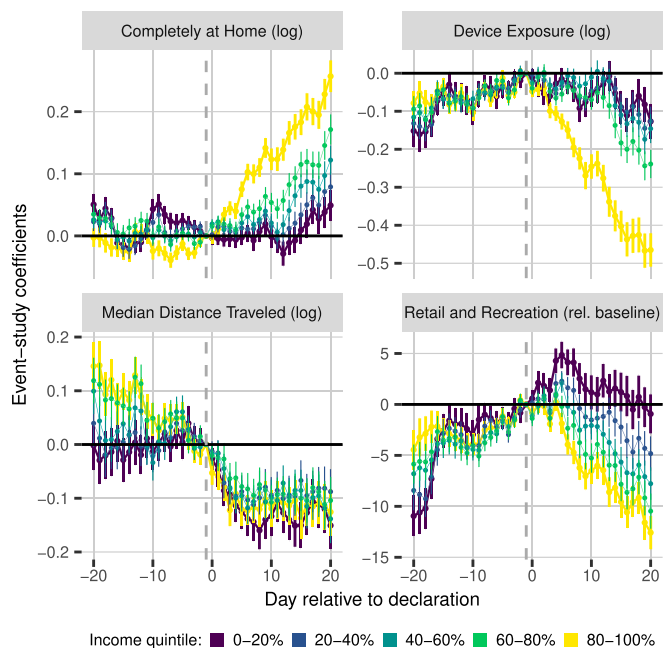 Completely at Home (log)
Device Exposure (log)
0.2
0.1
0.0
0.0
−0.1
−0.2
−0.3
−0.4
−0.5
Event−study coefficients
Median Distance Traveled (log)
Retail and Recreation (rel. baseline)
0.2
0.1
0.0
−0.1
−0.2
5
0
−5
−10
−15
−20 −10 0 10 20
−20 −10 0 10 20
Day relative to declaration
Income quintile: 0−20% 20−40% 40−60% 60−80% 80−100%